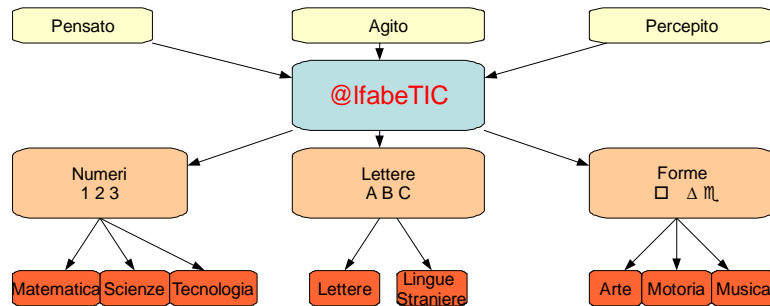 Pensato
Agito
Percepito
@lfabeTIC
Numeri
1 2 3
Lettere
A B C
Forme
□ Δ ♏
Matematica
Scienze
Tecnologia
Lettere
Lingue
Straniere
Arte
Motoria
Musica